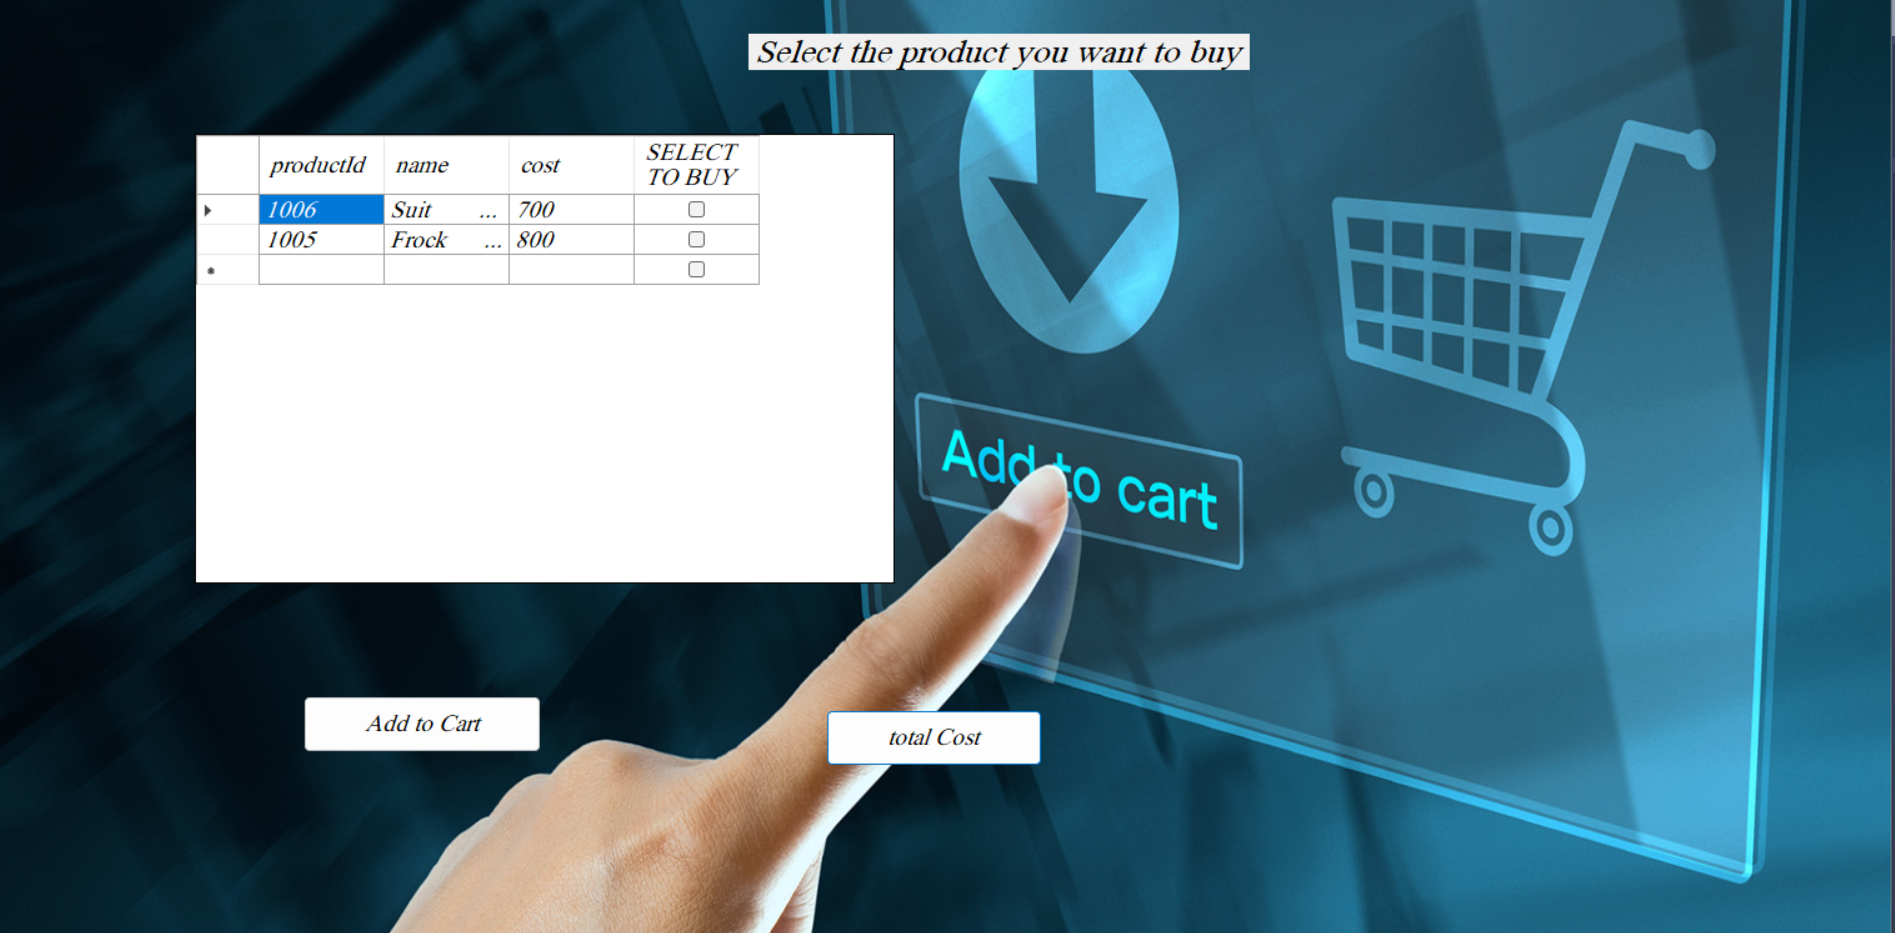 Select the product you want to buy
productId name cost SELECT TO BUY
1006 Suit ... 700
1005 Frock ... 800
Add to cart
Add to Cart
total Cost